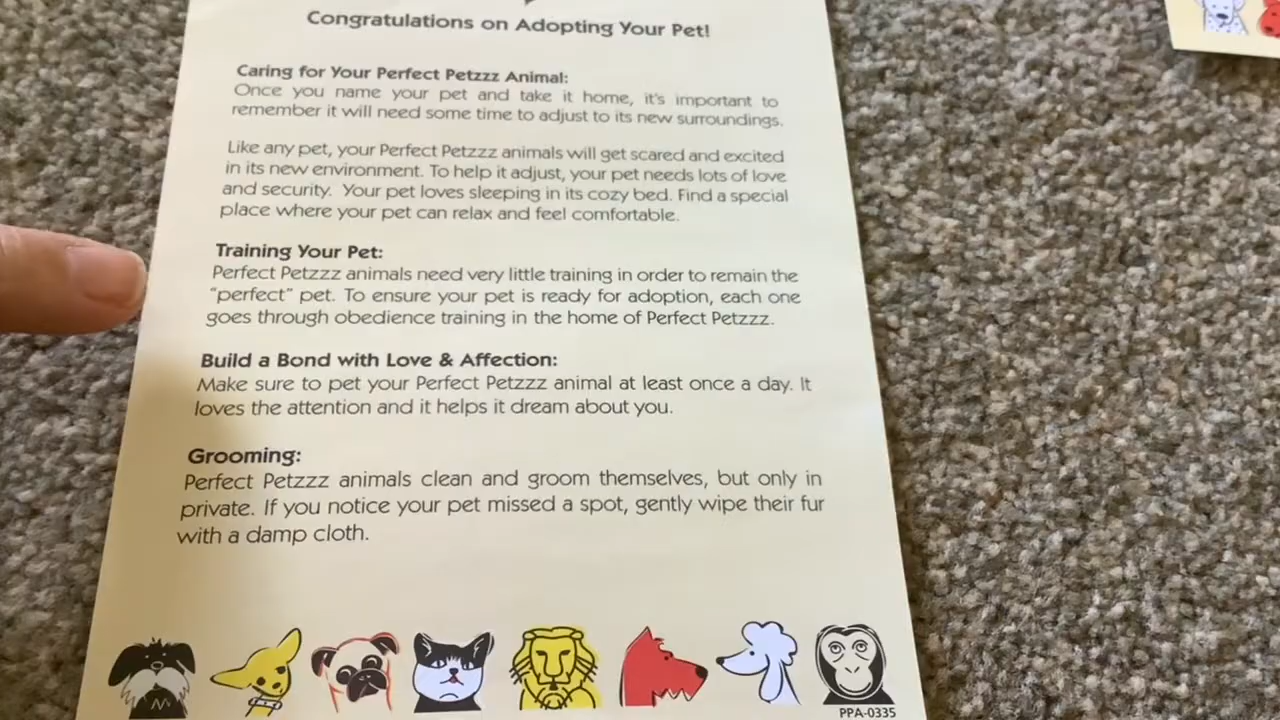 Congratulations on Adopting Your Pet!
Caring for Your Perfect Petzzz Animal:
Once you name your pet and take it home, it's important to
remember it will need some time to adjust to its new surroundings.
Like any pet, your Perfect Petzzz animals will get scared and excited
in its new environment. To help it adjust, your pet needs lots of love
and security. Your pet loves sleeping in its cozy bed. Find a special
place where your pet can relax and feel comfortable.
Training Your Pet:
Perfect Petzzz animals need very little training in order to remain the
"perfect" pet. To ensure your pet is ready for adoption, each one
goes through obedience training in the home of Perfect Petzzz.
Build a Bond with Love & Affection:
Make sure to pet your Perfect Petzzz animal at least once a day. It
loves the attention and it helps it dream about you.
Grooming:
Perfect Petzzz animals clean and groom themselves, but only in
private. If you notice your pet missed a spot, gently wipe their fur
with a damp cloth.
PPA-0335